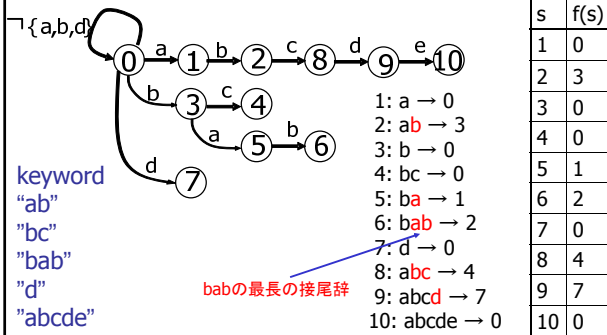 ¬{a,b,d}
0 a 1 b 2 c 8 d 9 e 10
b 3 c 4
a 5 b 6
d 7
keyword
“ab”
”bc”
”bab”
”d”
”abcde”
1: a → 0
2: ab → 3
3: b → 0
4: bc → 0
5: ba → 1
6: bab → 2
7: d → 0
8: abc → 4
9: abcd → 7
10: abcde → 0
babの最長の接尾辞
s f(s)
1 0
2 3
3 0
4 0
5 1
6 2
7 0
8 4
9 7
10 0